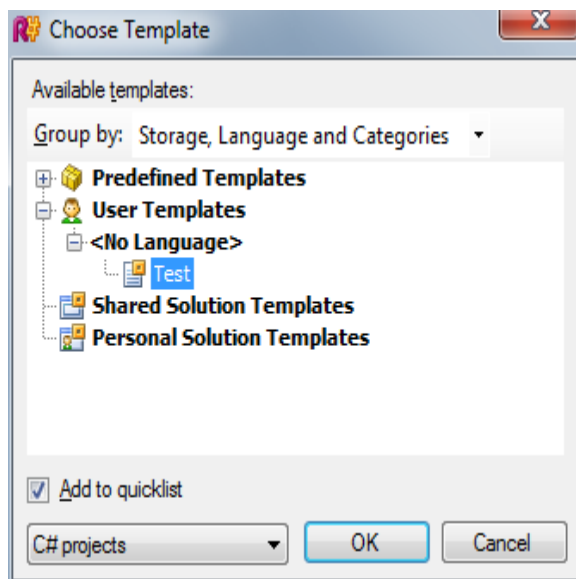 R# Choose Template
Available templates:
Group by: Storage, Language and Categories
Predefined Templates
User Templates
<No Language>
Test
Shared Solution Templates
Personal Solution Templates
Add to quicklist
C# projects OK Cancel